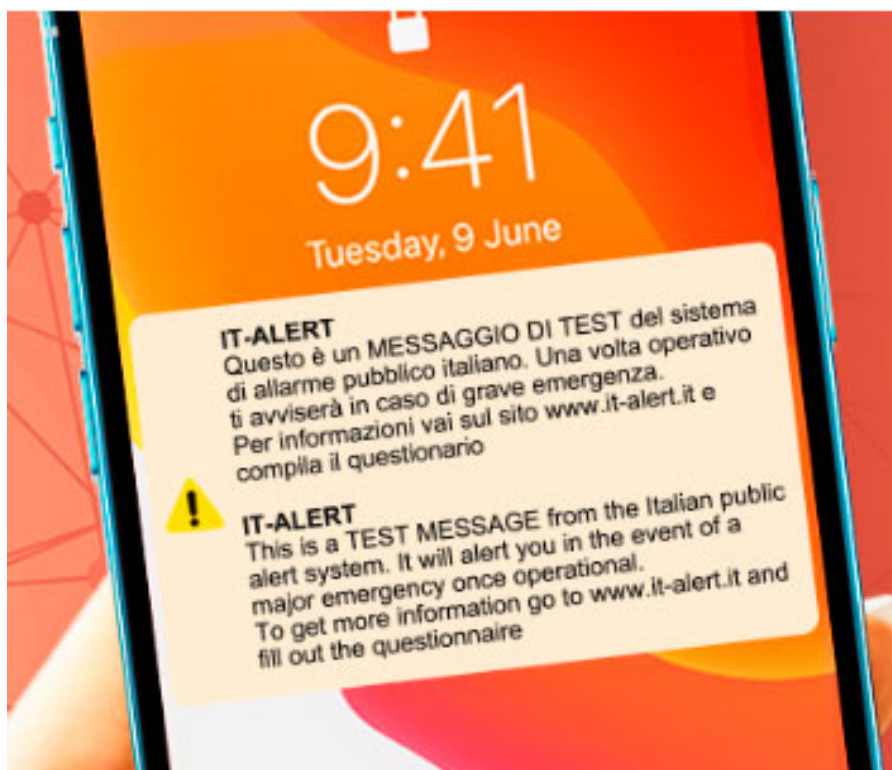 9:41
Tuesday, 9 June
IT-ALERT
Questo è un MESSAGGIO DI TEST del sistema
di allarme pubblico italiano. Una volta operativo
ti avviserà in caso di grave emergenza.
Per informazioni vai sul sito www.it-alert.it e
compila il questionario
IT-ALERT
This is a TEST MESSAGE from the Italian public
alert system. It will alert you in the event of a
major emergency once operational.
To get more information go to www.it-alert.it and
fill out the questionnaire